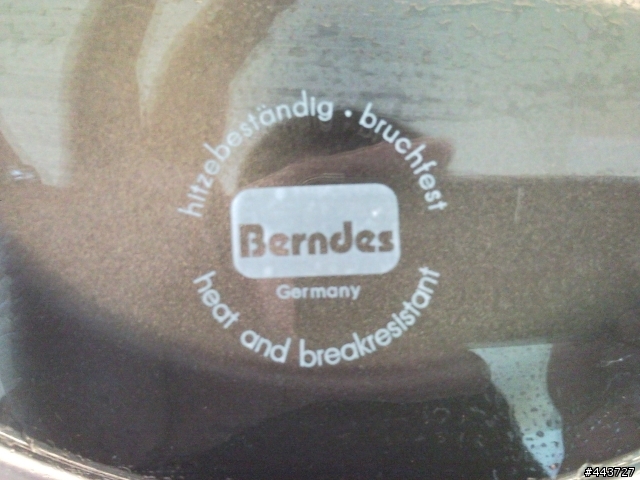 hitzebeständig · bruchfest
Berndes
Germany
heat and breakresistant
#443727